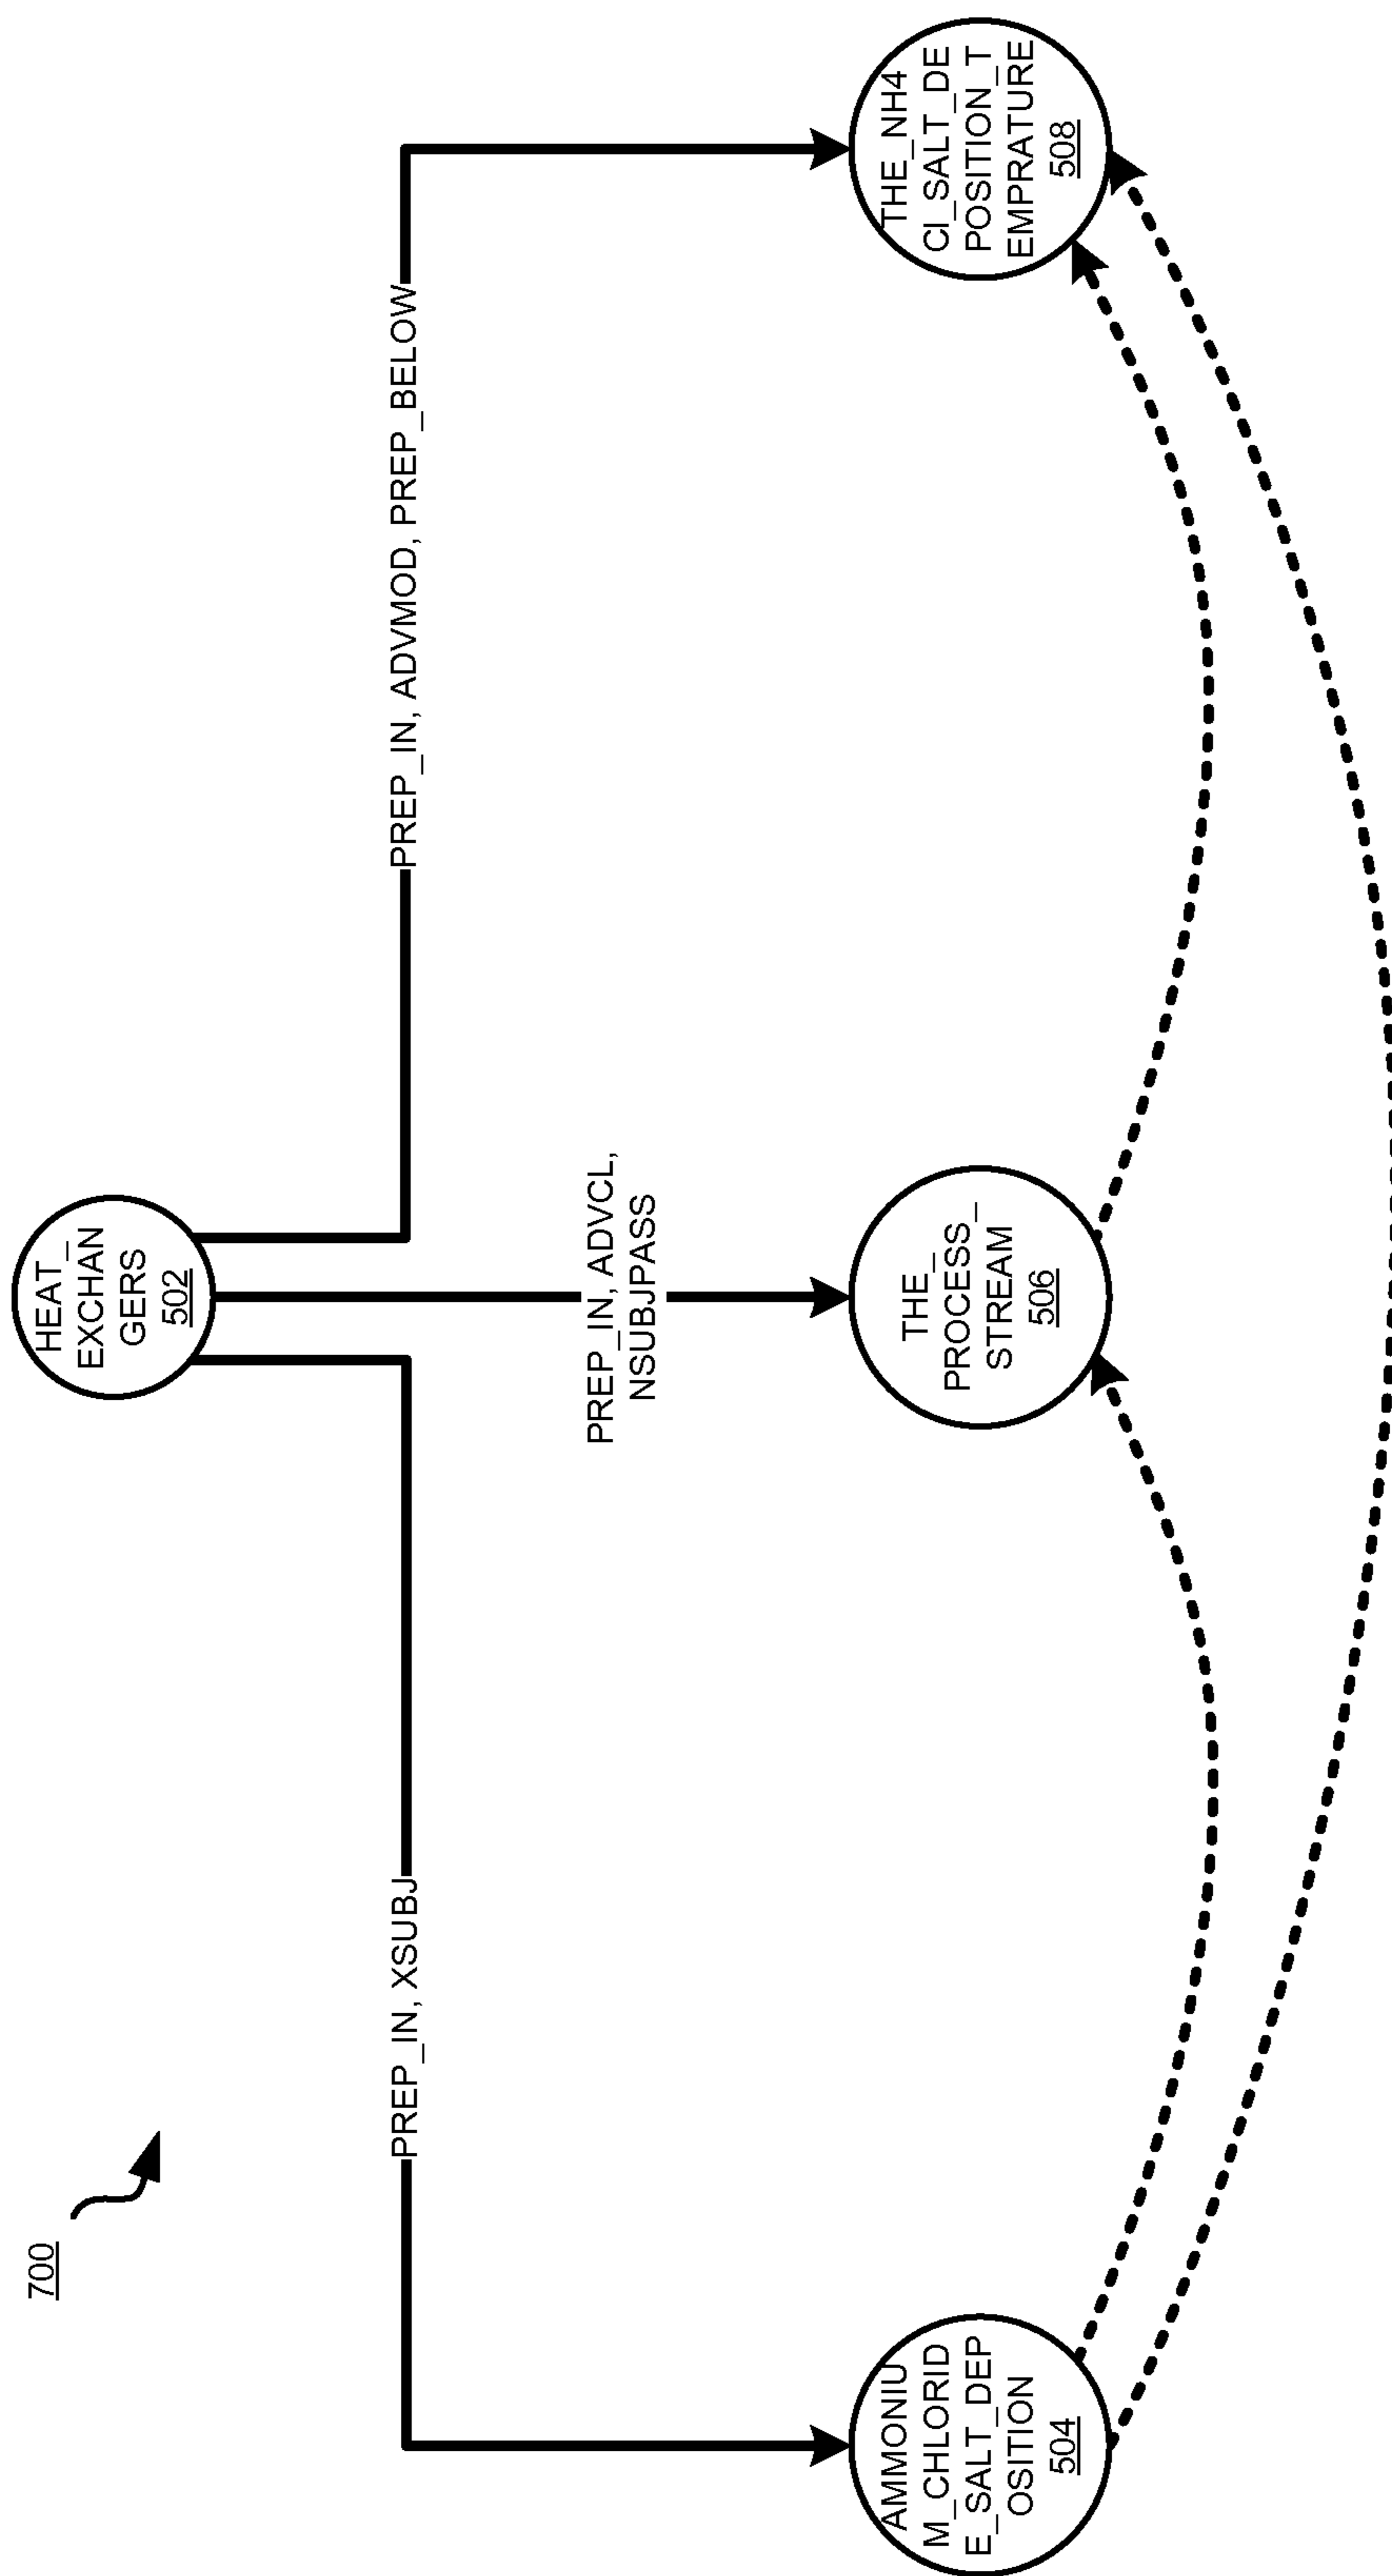 700
HEAT_
EXCHAN
GERS
502
PREP_IN, XSUBJ
PREP_IN, ADVMOD, PREP_BELOW
PREP_IN, ADVCL,
NSUBJPASS
AMMONIU
M_CHLORID
E_SALT_DEP
OSITION
504
THE_
PROCESS_
STREAM
506
THE_NH4
CI_SALT_DE
POSITION_T
EMPRATURE
508